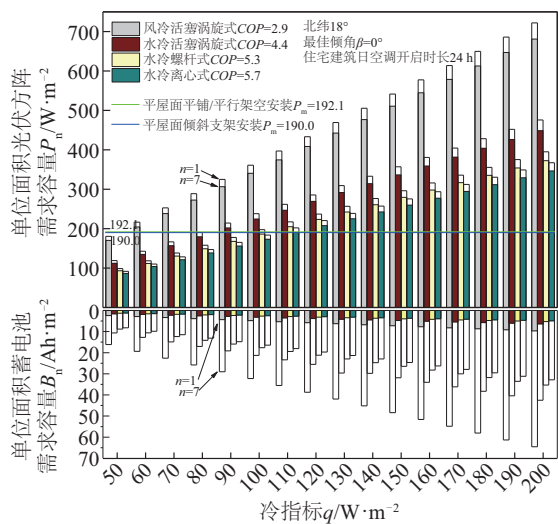 风冷活塞涡旋式COP=2.9
水冷活塞涡旋式COP=4.4
水冷螺杆式COP=5.3
水冷离心式COP=5.7
北纬18°
最佳倾角β=0°
住宅建筑日空调开启时长24 h
平屋面平铺/平行架空安装Pm=192.1
平屋面倾斜支架安装Pm=190.0
单位面积光伏方阵
需求容量Pn/W·m−2
700
600
500
400
300
200
100
0
n=1
n=7
192.1
190.0
单位面积蓄电池
需求容量Bn/Ah·m−2
10
20
30
40
50
60
70
n=1
n=7
50 60 70 80 90 100 110 120 130 140 150 160 170 180 190 200
冷指标q/W·m−2